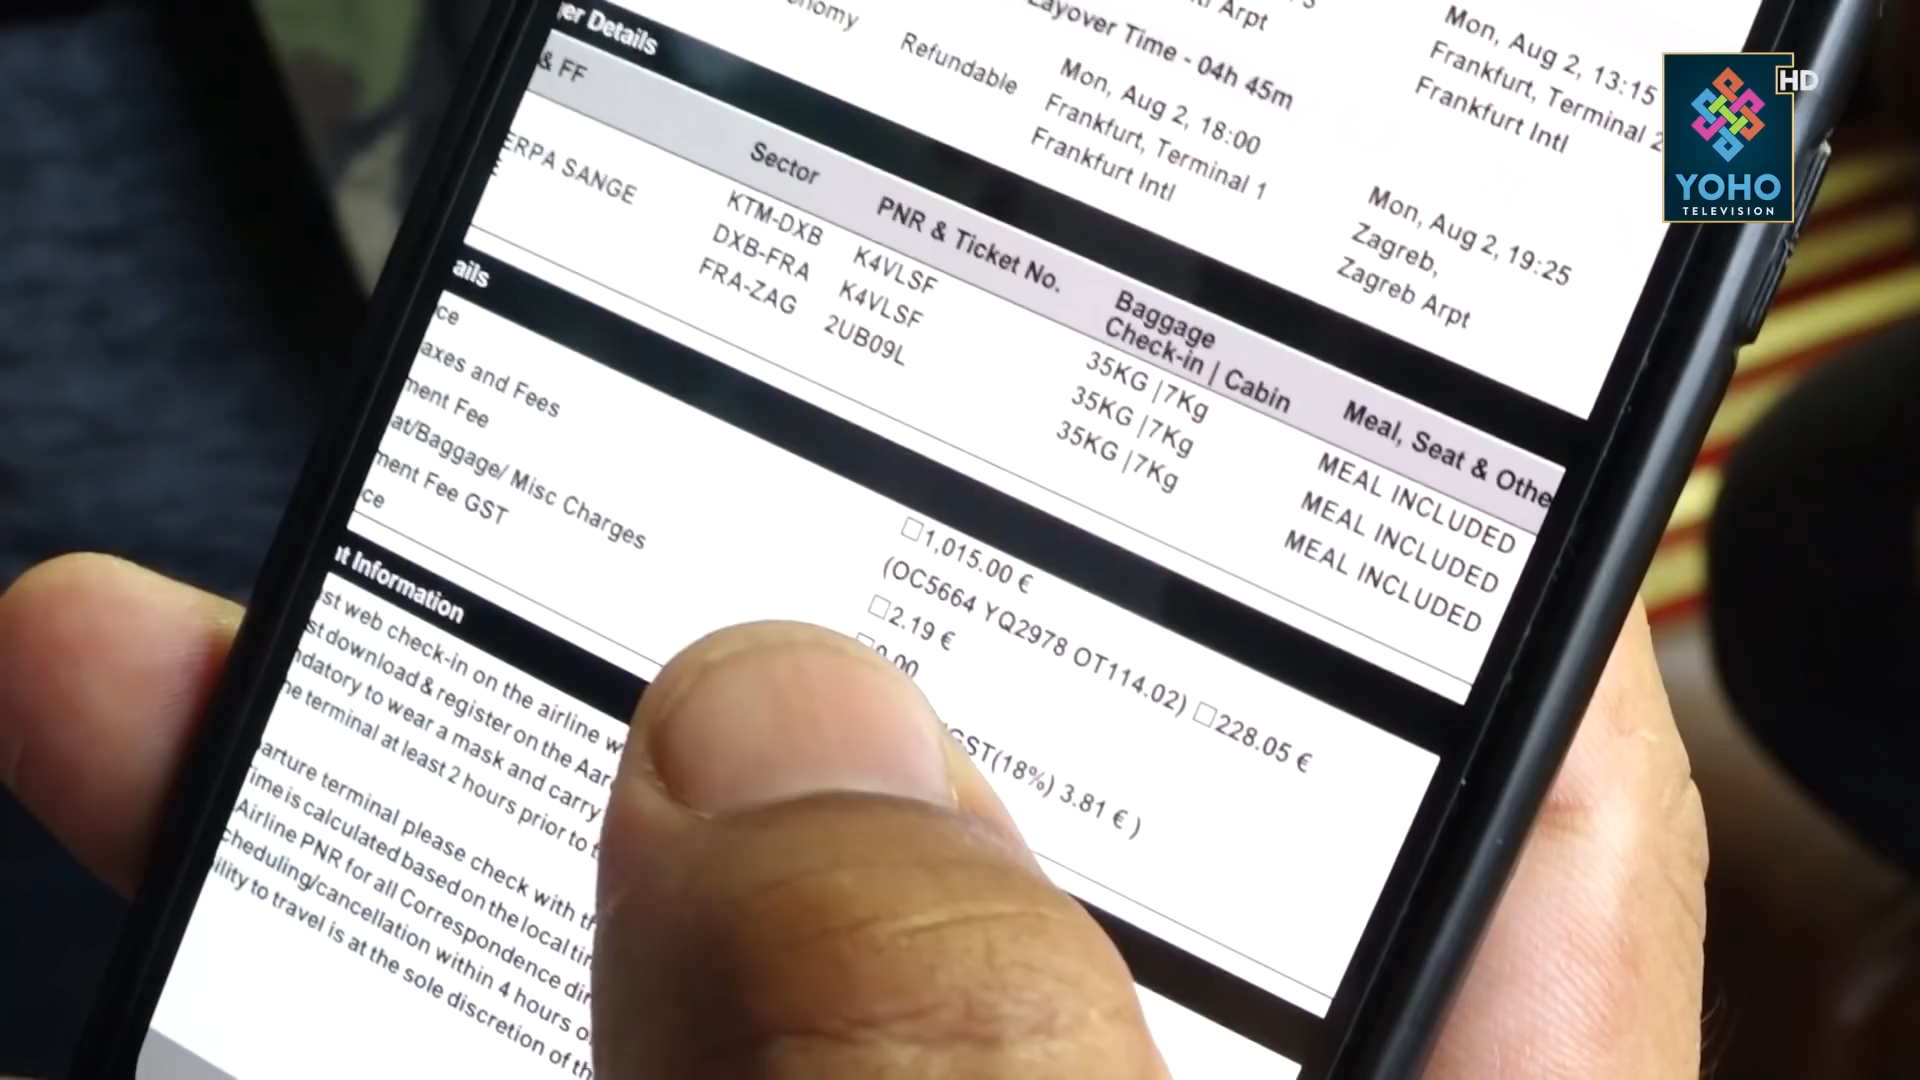 Arpt
Mon, Aug 2, 13:15
Layover Time - 04h 45m
Frankfurt, Terminal 2
Frankfurt Intl
Refundable
Mon, Aug 2, 18:00
Frankfurt, Terminal 1
Frankfurt Intl
Mon, Aug 2, 19:25
Zagreb,
Zagreb Arpt
er Details
& FF
Sector
PNR & Ticket No.
Baggage
Check-in | Cabin
Meal, Seat & Othe
ERPA SANGE
KTM-DXB K4VLSF 35KG |7Kg MEAL INCLUDED
DXB-FRA K4VLSF 35KG |7Kg MEAL INCLUDED
FRA-ZAG 2UB09L 35KG |7Kg MEAL INCLUDED
ails
ce □1,015.00 €
axes and Fees (OC5664 YQ2978 OT114.02) □228.05 €
ment Fee □2.19 €
at/Baggage/ Misc Charges □0.00
ment Fee GST GST(18%) 3.81 € )
ce
nt Information
st web check-in on the airline w
st download & register on the Aar
ndatory to wear a mask and carry
he terminal at least 2 hours prior to t
arture terminal please check with th
Time is calculated based on the local tim
Airline PNR for all Correspondence dir
cheduling/cancellation within 4 hours o
ility to travel is at the sole discretion of th
HD
YOHO
TELEVISION